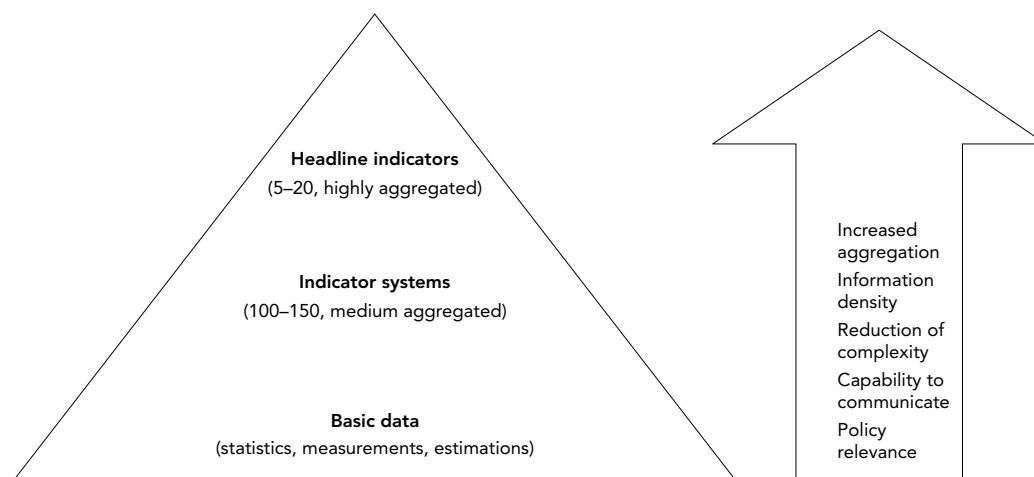 Headline indicators
(5–20, highly aggregated)
Indicator systems
(100–150, medium aggregated)
Basic data
(statistics, measurements, estimations)
Increased
aggregation
Information
density
Reduction of
complexity
Capability to
communicate
Policy
relevance